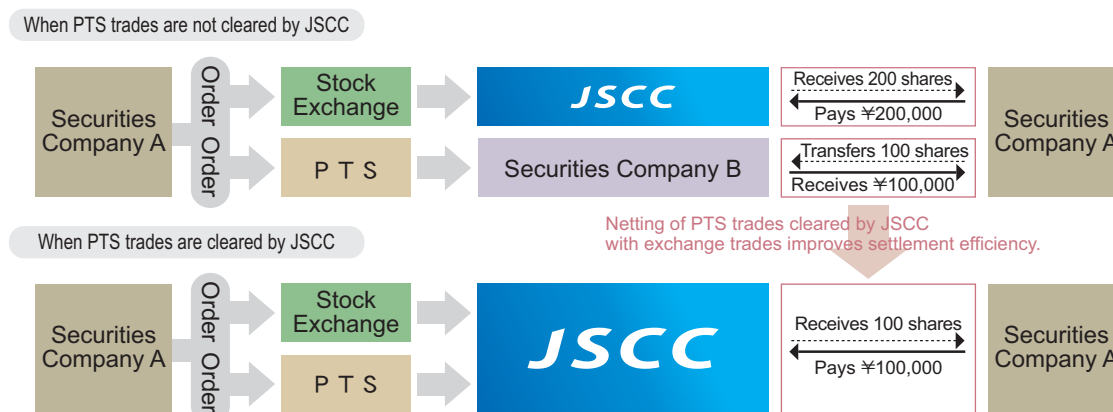 When PTS trades are not cleared by JSCC
Securities
Company A
Order
Order
Stock
Exchange
PTS
JSCC
Securities Company B
Receives 200 shares
Pays ¥200,000
Transfers 100 shares
Receives ¥100,000
Securities
Company A
Netting of PTS trades cleared by JSCC
with exchange trades improves settlement efficiency.
When PTS trades are cleared by JSCC
Securities
Company A
Order
Order
Stock
Exchange
PTS
JSCC
Receives 100 shares
Pays ¥100,000
Securities
Company A